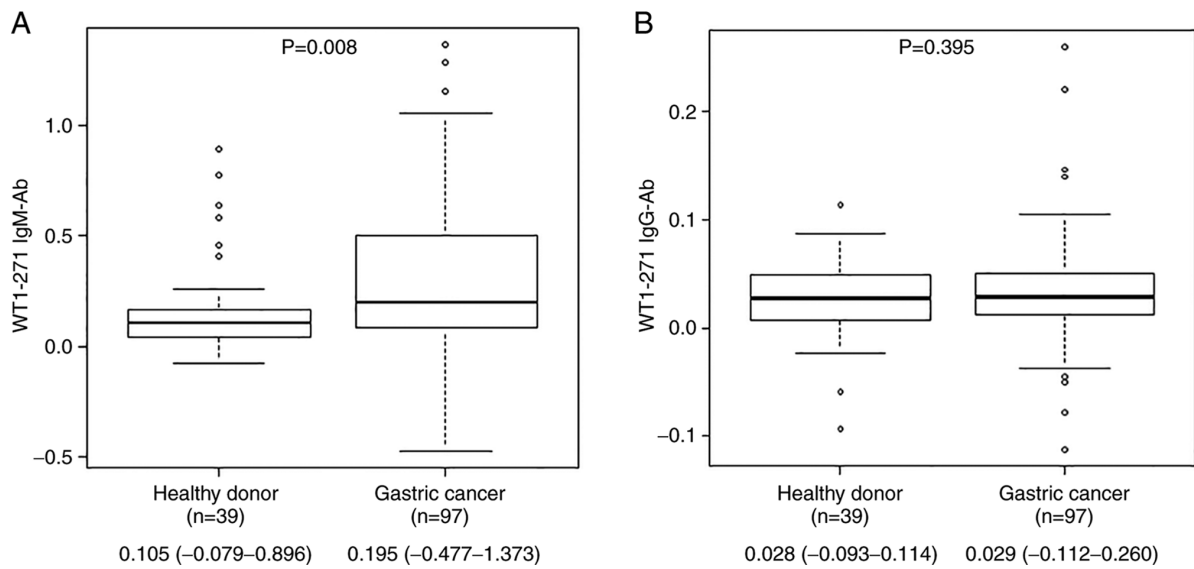 A
P=0.008
WT1-271 IgM-Ab
1.0
0.5
0.0
−0.5
Healthy donor
(n=39)
0.105 (−0.079–0.896)
Gastric cancer
(n=97)
0.195 (−0.477–1.373)
B
P=0.395
WT1-271 IgG-Ab
0.2
0.1
0.0
−0.1
Healthy donor
(n=39)
0.028 (−0.093–0.114)
Gastric cancer
(n=97)
0.029 (−0.112–0.260)